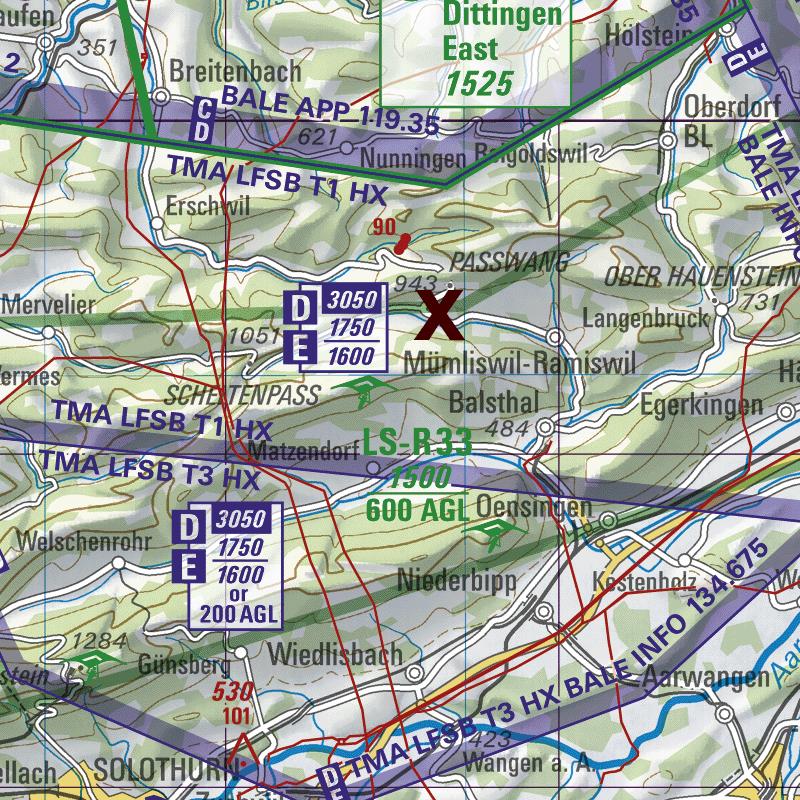 Dittingen
East
1525
aufen
351
Hölstein
2
Breitenbach
C
D
BALE APP 119.35
D
E
Oberdorf
BL
621
Nunningen
Reigoldswil
TMA LFSB T1 HX
Erschwil
90
PASSWANG
943
OBER HAUENSTEIN
731
Mervelier
D
E
3050
1750
1600
X
Langenbruck
1051
Mümliswil-Ramiswil
SCHELTENPASS
Balsthal
Egerkingen
484
TMA LFSB T1 HX
Matzendorf
LS-R33
1500
600 AGL
TMA LFSB T3 HX
Oensingen
D
E
3050
1750
1600
or
200 AGL
Welschenrohr
Niederbipp
Kestenholz
1284
Günsberg
Wiedlisbach
Aarwangen
530
101
TMA LFSB T3 HX BALE INFO 134.675
423
Wangen a. A.
SOLOTHURN
D
E